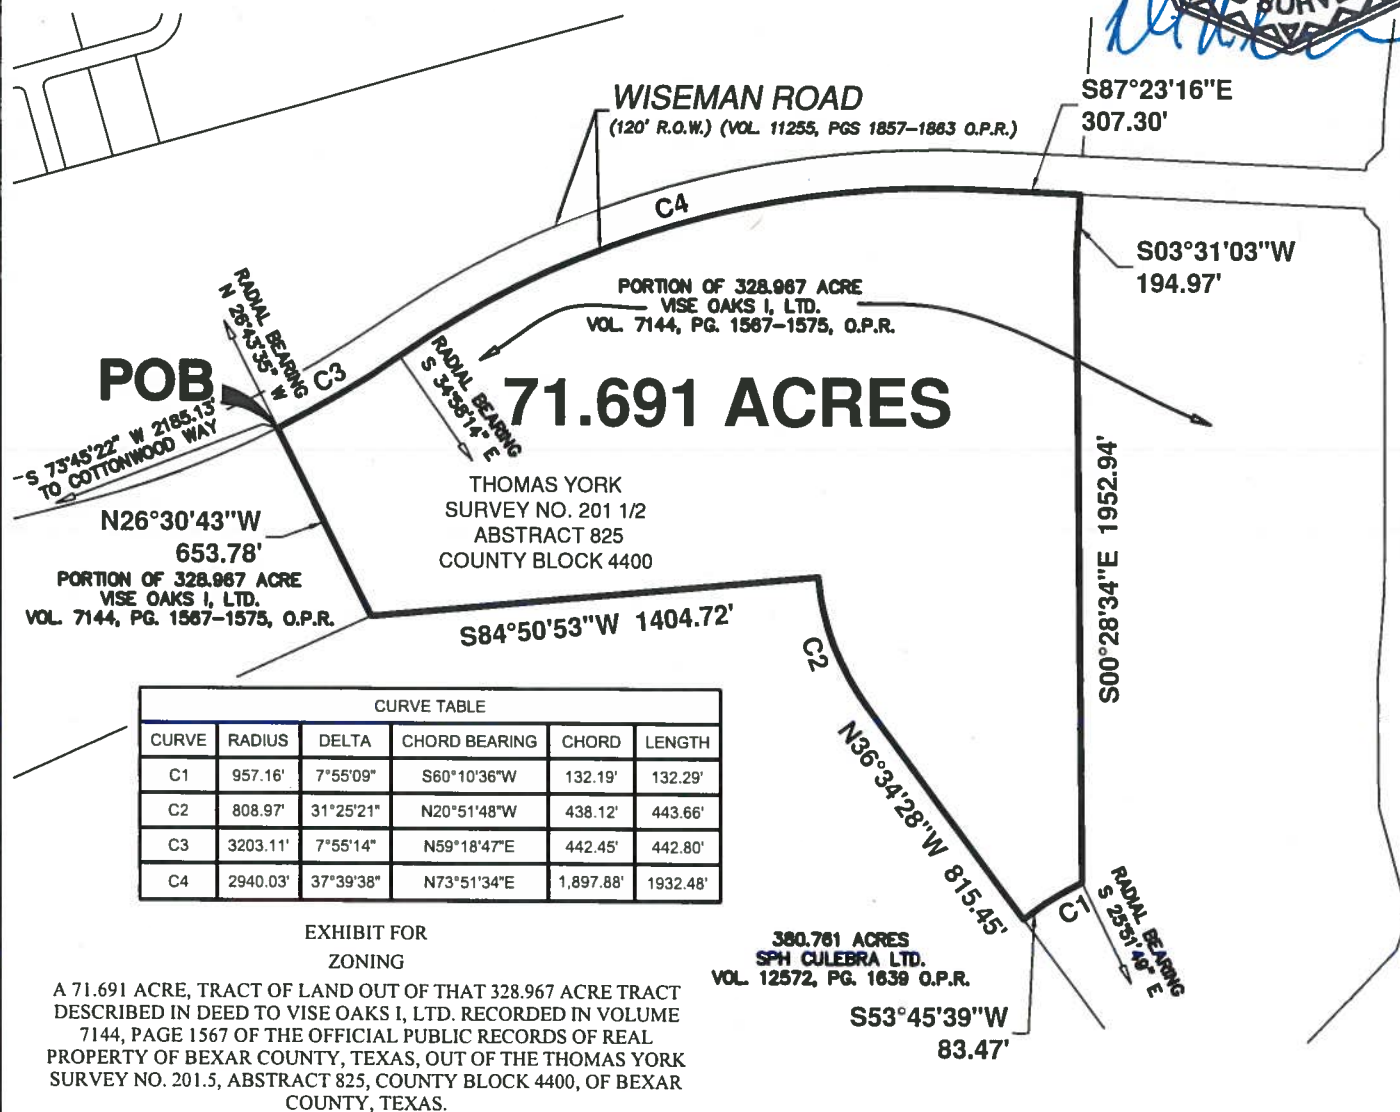 SURVE
WISEMAN ROAD
(120' R.O.W.) (VOL. 11255, PGS 1857–1863 O.P.R.)
S87°23'16"E
307.30'
C4
S03°31'03"W
194.97'
PORTION OF 328.967 ACRE
VISE OAKS I, LTD.
VOL. 7144, PG. 1567–1575, O.P.R.
RADIAL BEARING
N 26°43'35" W
POB
C3
RADIAL BEARING
S 34°58'14" E
71.691 ACRES
S 73°45'22" W 2185.13'
TO COTTONWOOD WAY
THOMAS YORK
SURVEY NO. 201 1/2
ABSTRACT 825
COUNTY BLOCK 4400
N26°30'43"W
653.78'
PORTION OF 328.967 ACRE
VISE OAKS I, LTD.
VOL. 7144, PG. 1567–1575, O.P.R.
S84°50'53"W 1404.72'
S00°28'34"E 1952.94'
C2
N36°34'28"W 815.45'
CURVE TABLE
CURVE RADIUS DELTA CHORD BEARING CHORD LENGTH
C1 957.16' 7°55'09" S60°10'36"W 132.19' 132.29'
C2 808.97' 31°25'21" N20°51'48"W 438.12' 443.66'
C3 3203.11' 7°55'14" N59°18'47"E 442.45' 442.80'
C4 2940.03' 37°39'38" N73°51'34"E 1,897.88' 1932.48'
C1
RADIAL BEARING
S 25°51'49" E
380.761 ACRES
SPH CULEBRA LTD.
VOL. 12572, PG. 1639 O.P.R.
S53°45'39"W
83.47'
EXHIBIT FOR
ZONING
A 71.691 ACRE, TRACT OF LAND OUT OF THAT 328.967 ACRE TRACT
DESCRIBED IN DEED TO VISE OAKS I, LTD. RECORDED IN VOLUME
7144, PAGE 1567 OF THE OFFICIAL PUBLIC RECORDS OF REAL
PROPERTY OF BEXAR COUNTY, TEXAS, OUT OF THE THOMAS YORK
SURVEY NO. 201.5, ABSTRACT 825, COUNTY BLOCK 4400, OF BEXAR
COUNTY, TEXAS.